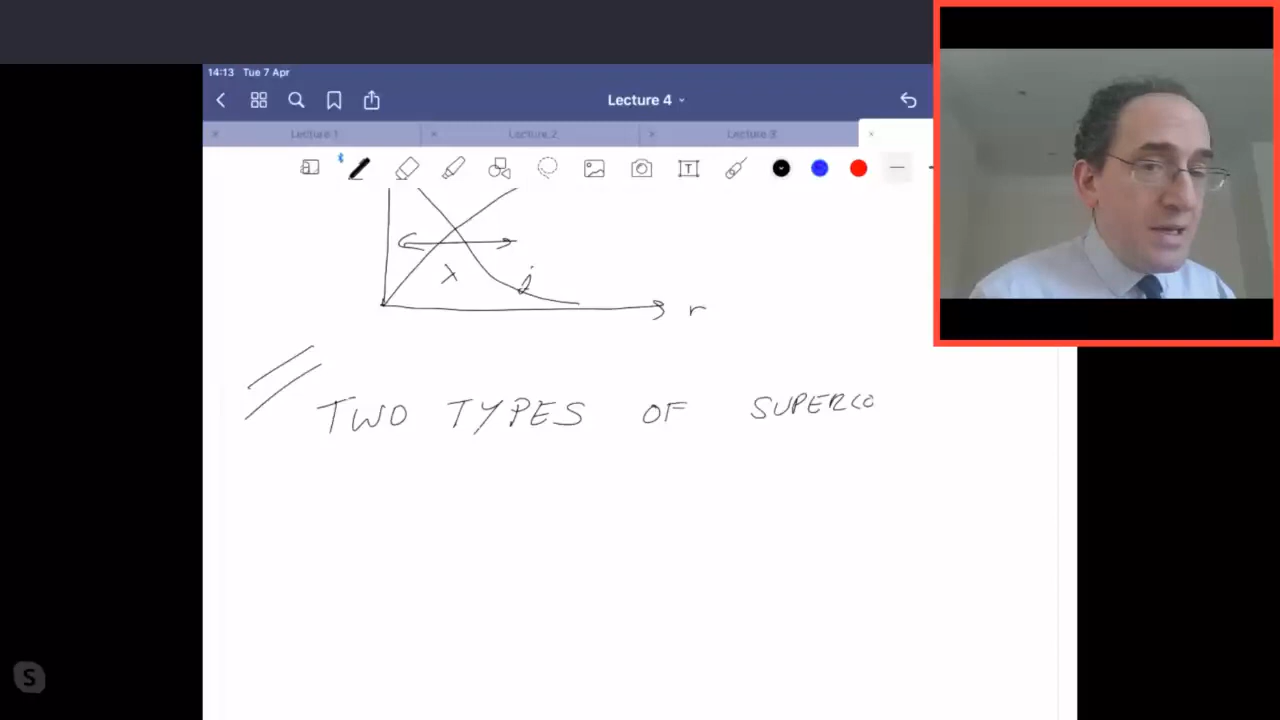 14:13 Tue 7 Apr
Lecture 4
Lecture 1
Lecture 2
Lecture 3
T
λ
j
r
TWO TYPES OF SUPERCO
S